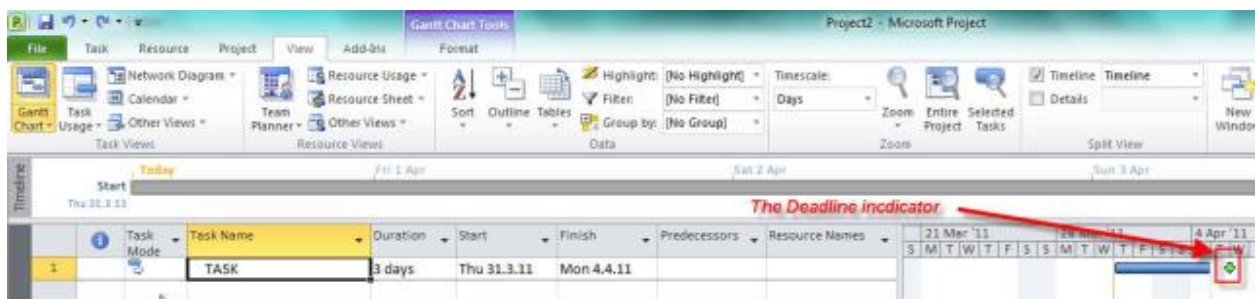 Gantt Chart Tools
Project2 - Microsoft Project
File Task Resource Project View Add-Ins Format
Network Diagram
Calendar
Other Views
Gantt Chart
Task Usage
Task Views
Team Planner
Resource Usage
Resource Sheet
Other Views
Resource Views
Sort Outline Tables
Highlight: [No Highlight]
Filter: [No Filter]
Group by: [No Group]
Data
Timescale:
Days
Zoom
Entire Project
Selected Tasks
Zoom
Timeline Timeline
Details
Split View
New Window
Timeline
Today Fri 1 Apr Sat 2 Apr Sun 3 Apr
Start
Thu 31.3.11
The Deadline incdicator
Task Mode Task Name Duration Start Finish Predecessors Resource Names
21 Mar '11 4 Apr '11
S M T W T F S S M T W T F S
1 TASK 3 days Thu 31.3.11 Mon 4.4.11